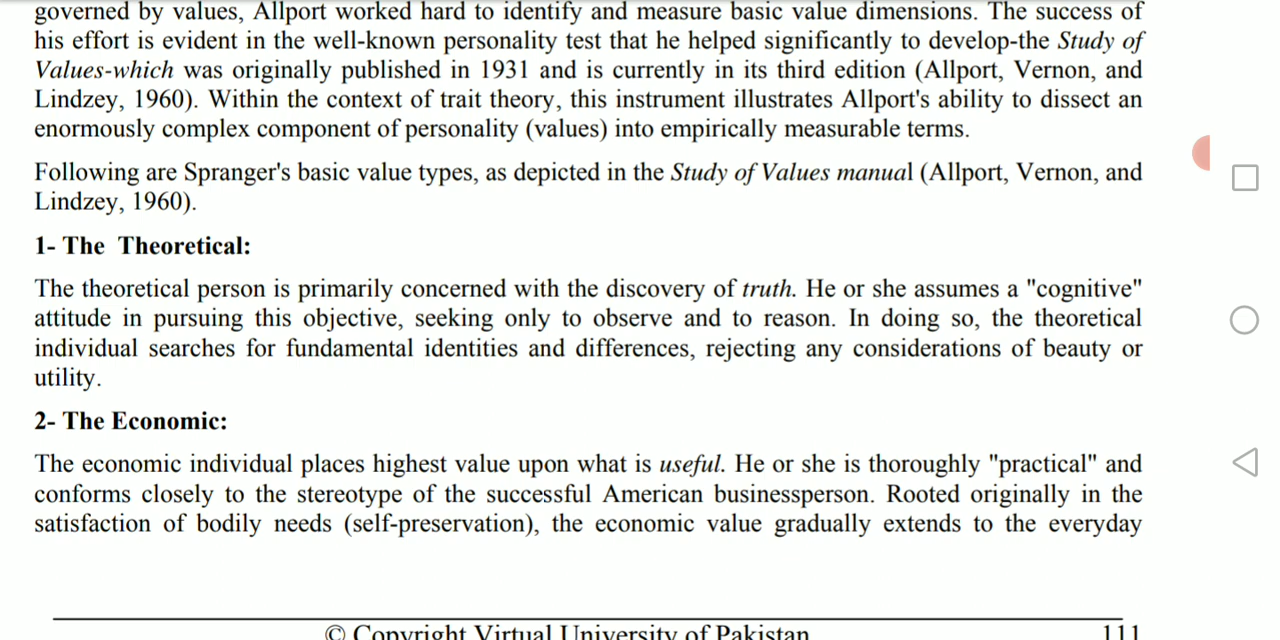 governed by values, Allport worked hard to identify and measure basic value dimensions. The success of
his effort is evident in the well-known personality test that he helped significantly to develop-the Study of
Values-which was originally published in 1931 and is currently in its third edition (Allport, Vernon, and
Lindzey, 1960). Within the context of trait theory, this instrument illustrates Allport's ability to dissect an
enormously complex component of personality (values) into empirically measurable terms.
Following are Spranger's basic value types, as depicted in the Study of Values manual (Allport, Vernon, and
Lindzey, 1960).
1- The  Theoretical:
The theoretical person is primarily concerned with the discovery of truth. He or she assumes a "cognitive"
attitude in pursuing this objective, seeking only to observe and to reason. In doing so, the theoretical
individual searches for fundamental identities and differences, rejecting any considerations of beauty or
utility.
2- The Economic:
The economic individual places highest value upon what is useful. He or she is thoroughly "practical" and
conforms closely to the stereotype of the successful American businessperson. Rooted originally in the
satisfaction of bodily needs (self-preservation), the economic value gradually extends to the everyday
© Copyright Virtual University of Pakistan 111